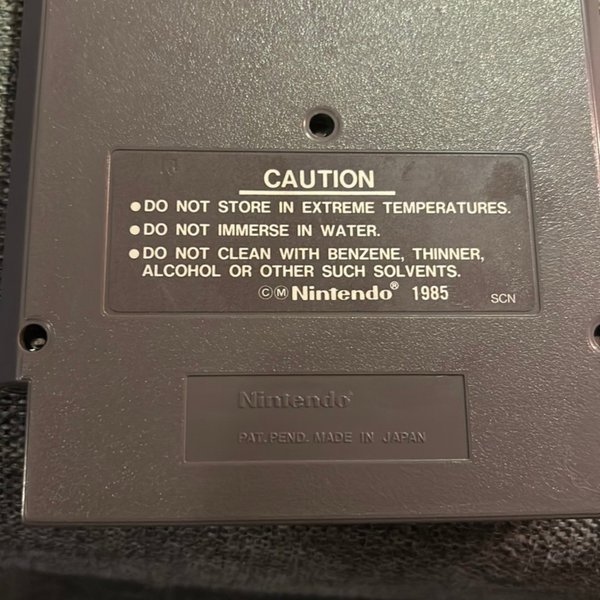 CAUTION
●DO NOT STORE IN EXTREME TEMPERATURES.
●DO NOT IMMERSE IN WATER.
●DO NOT CLEAN WITH BENZENE, THINNER,
ALCOHOL OR OTHER SUCH SOLVENTS.
©Ⓜ Nintendo® 1985 SCN
Nintendo®
PAT. PEND. MADE IN JAPAN